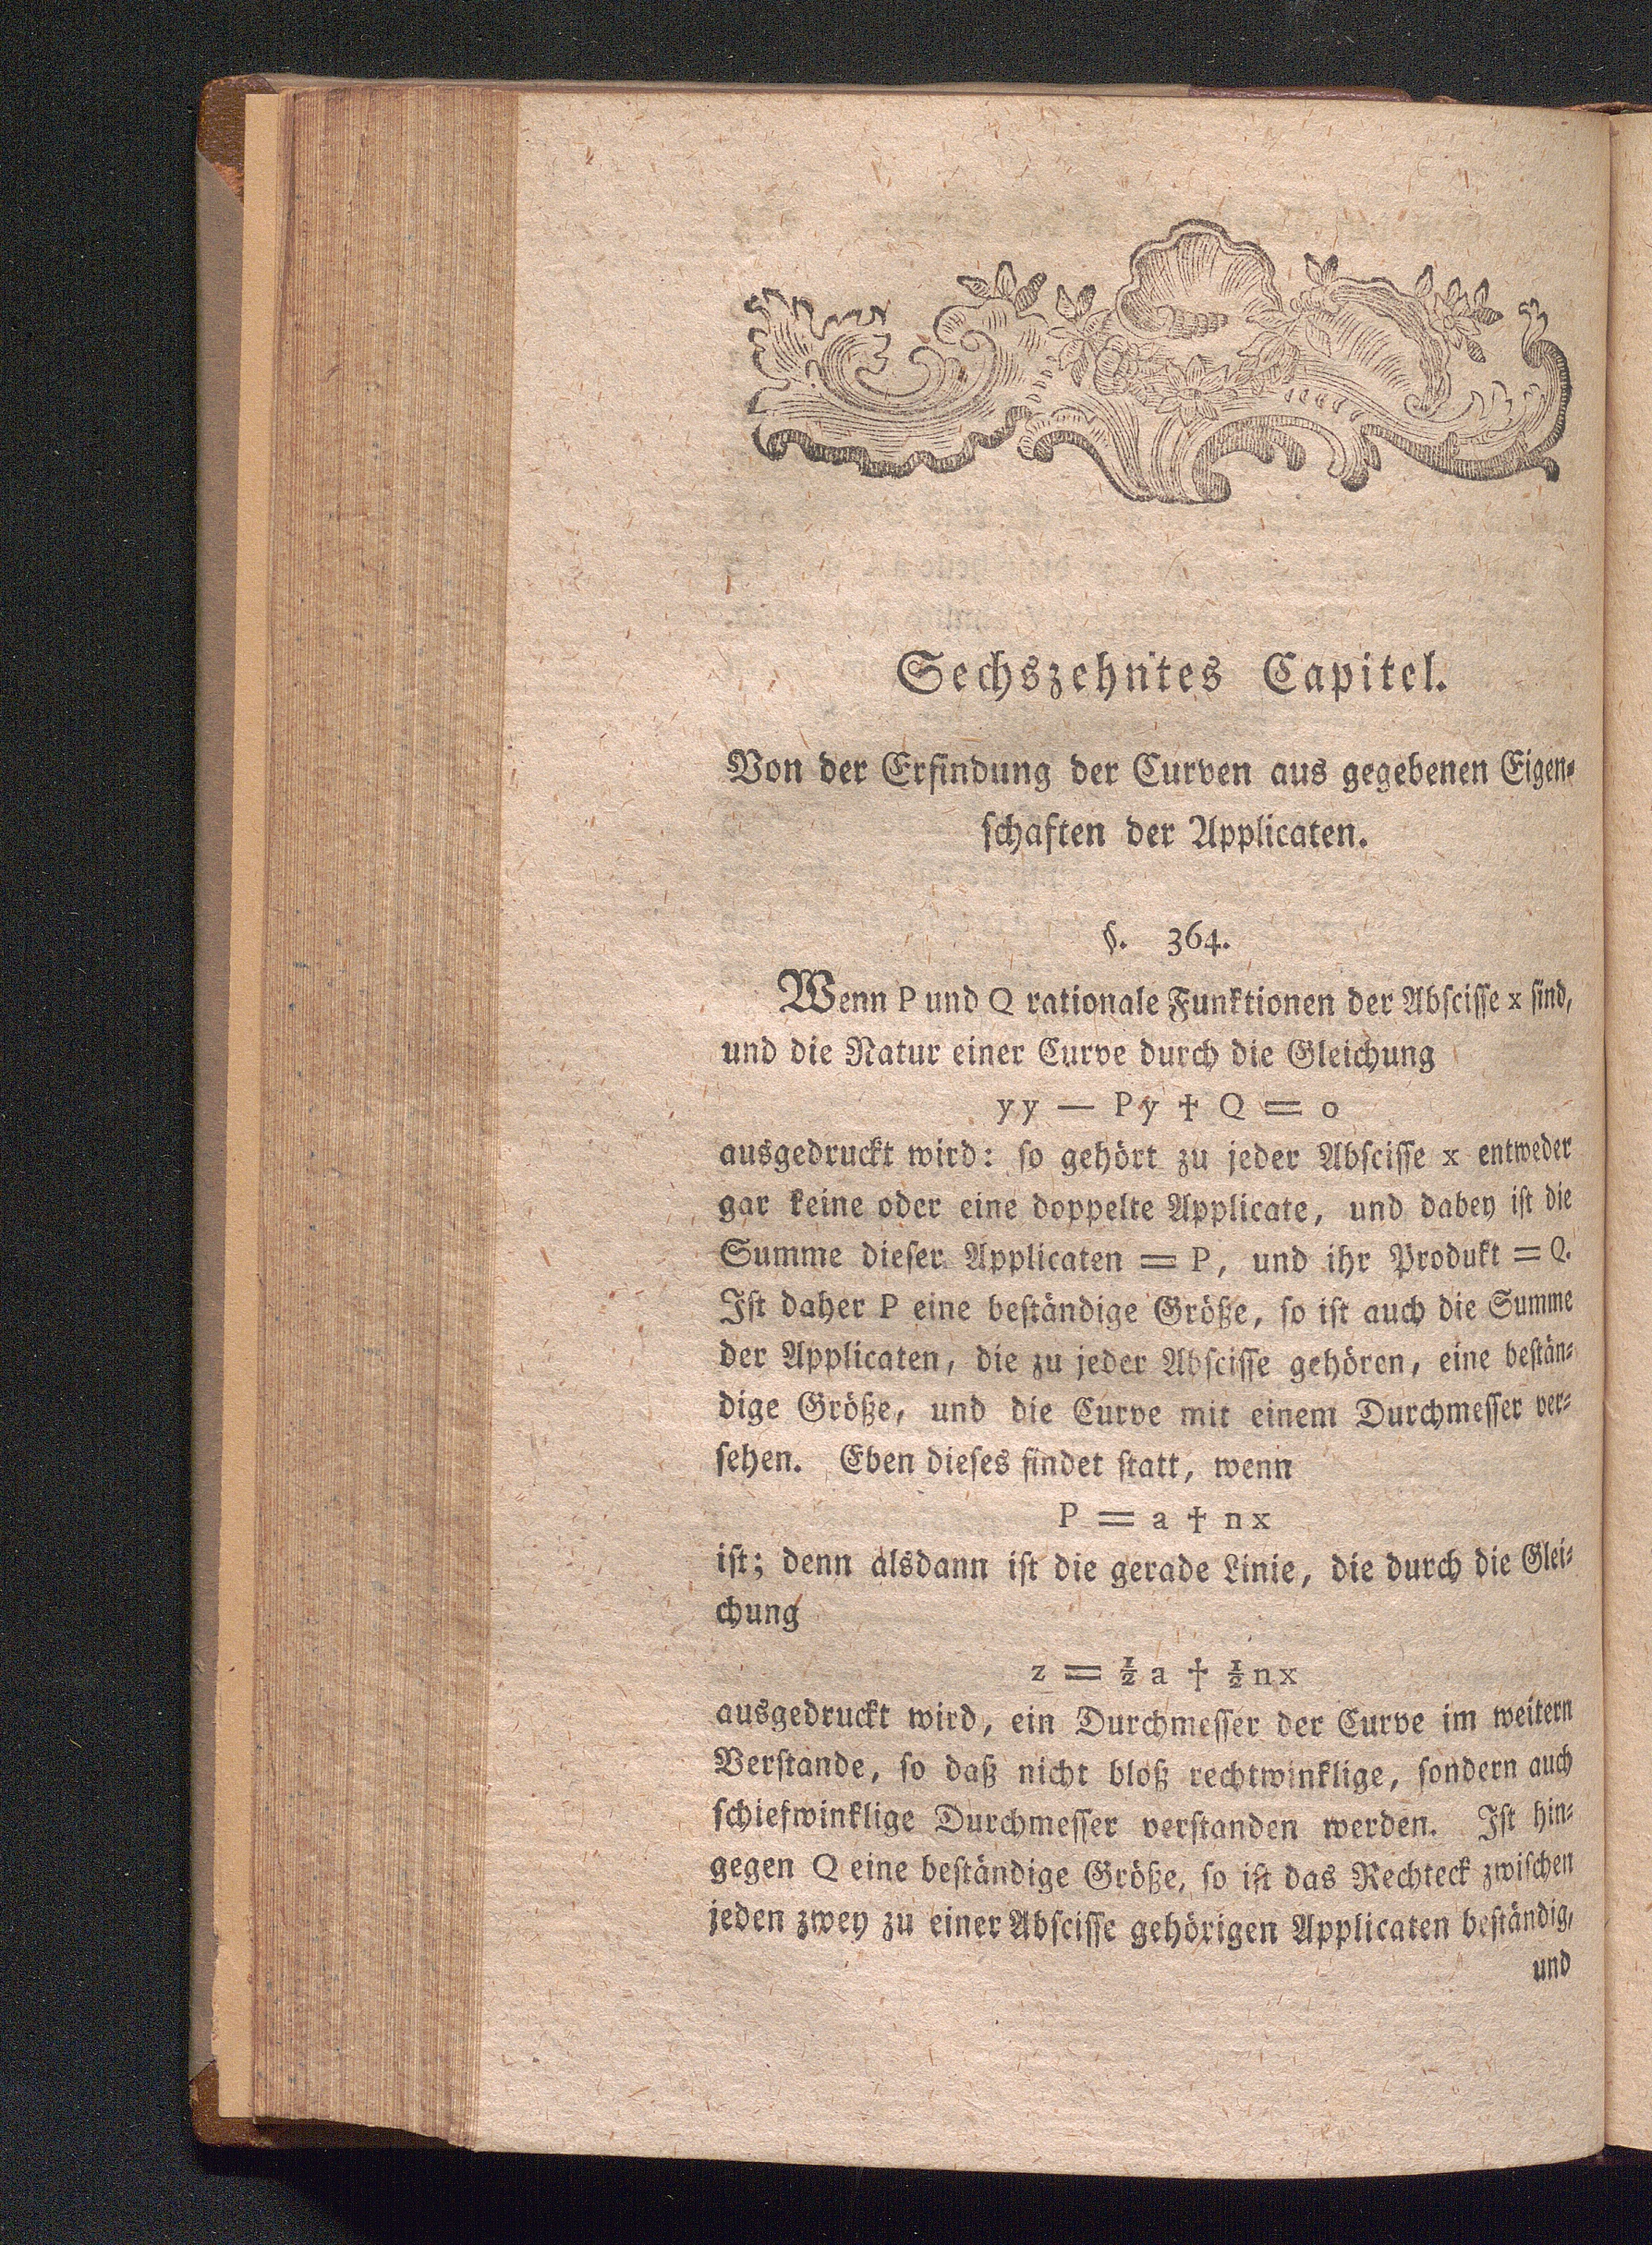 Sechszehntes Capitel.
Von der Erfindung der Curven aus gegebenen Eigen-
schaften der Applicaten.
§. 364.
Wenn P und Q rationale Funktionen der Abscisse x sind,
und die Natur einer Curve durch die Gleichung
yy — Py † Q = 0
ausgedruckt wird: so gehört zu jeder Abscisse x entweder
gar keine oder eine doppelte Applicate, und dabey ist die
Summe dieser Applicaten = P, und ihr Produkt = Q.
Ist daher P eine beständige Größe, so ist auch die Summe
der Applicaten, die zu jeder Abscisse gehören, eine bestän-
dige Größe, und die Curve mit einem Durchmesser ver-
sehen. Eben dieses findet statt, wenn
P = a † nx
ist; denn alsdann ist die gerade Linie, die durch die Glei-
chung
z = ½a † ½nx
ausgedruckt wird, ein Durchmesser der Curve im weitern
Verstande, so daß nicht bloß rechtwinklige, sondern auch
schiefwinklige Durchmesser verstanden werden. Ist hin-
gegen Q eine beständige Größe, so ist das Rechteck zwischen
jeden zwey zu einer Abscisse gehörigen Applicaten beständig,
und